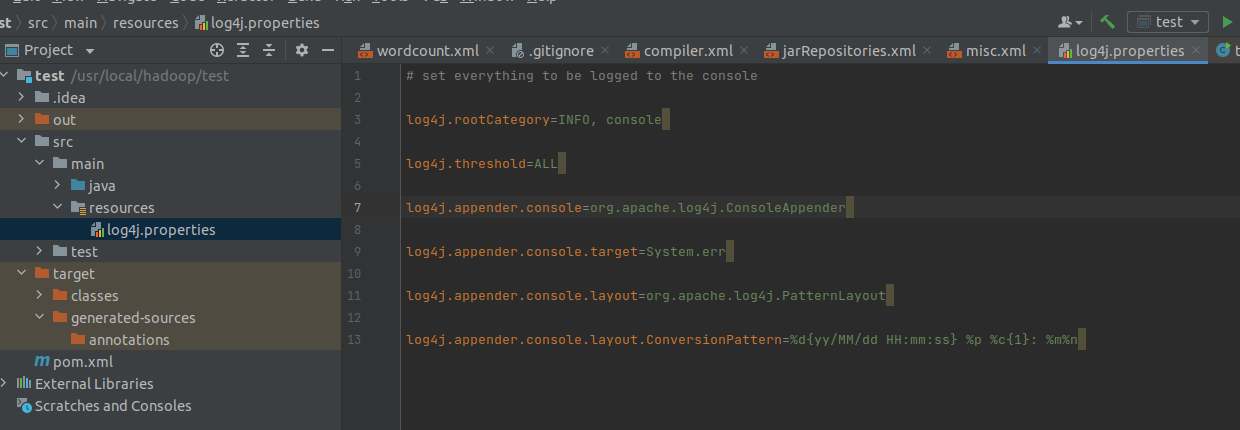 st > src > main > resources > log4j.properties
test
Project
wordcount.xml
.gitignore
compiler.xml
jarRepositories.xml
misc.xml
log4j.properties
test /usr/local/hadoop/test
.idea
out
src
main
java
resources
log4j.properties
test
target
classes
generated-sources
annotations
pom.xml
External Libraries
Scratches and Consoles
1 # set everything to be logged to the console
2
3 log4j.rootCategory=INFO, console
4
5 log4j.threshold=ALL
6
7 log4j.appender.console=org.apache.log4j.ConsoleAppender
8
9 log4j.appender.console.target=System.err
10
11 log4j.appender.console.layout=org.apache.log4j.PatternLayout
12
13 log4j.appender.console.layout.ConversionPattern=%d{yy/MM/dd HH:mm:ss} %p %c{1}: %m%n